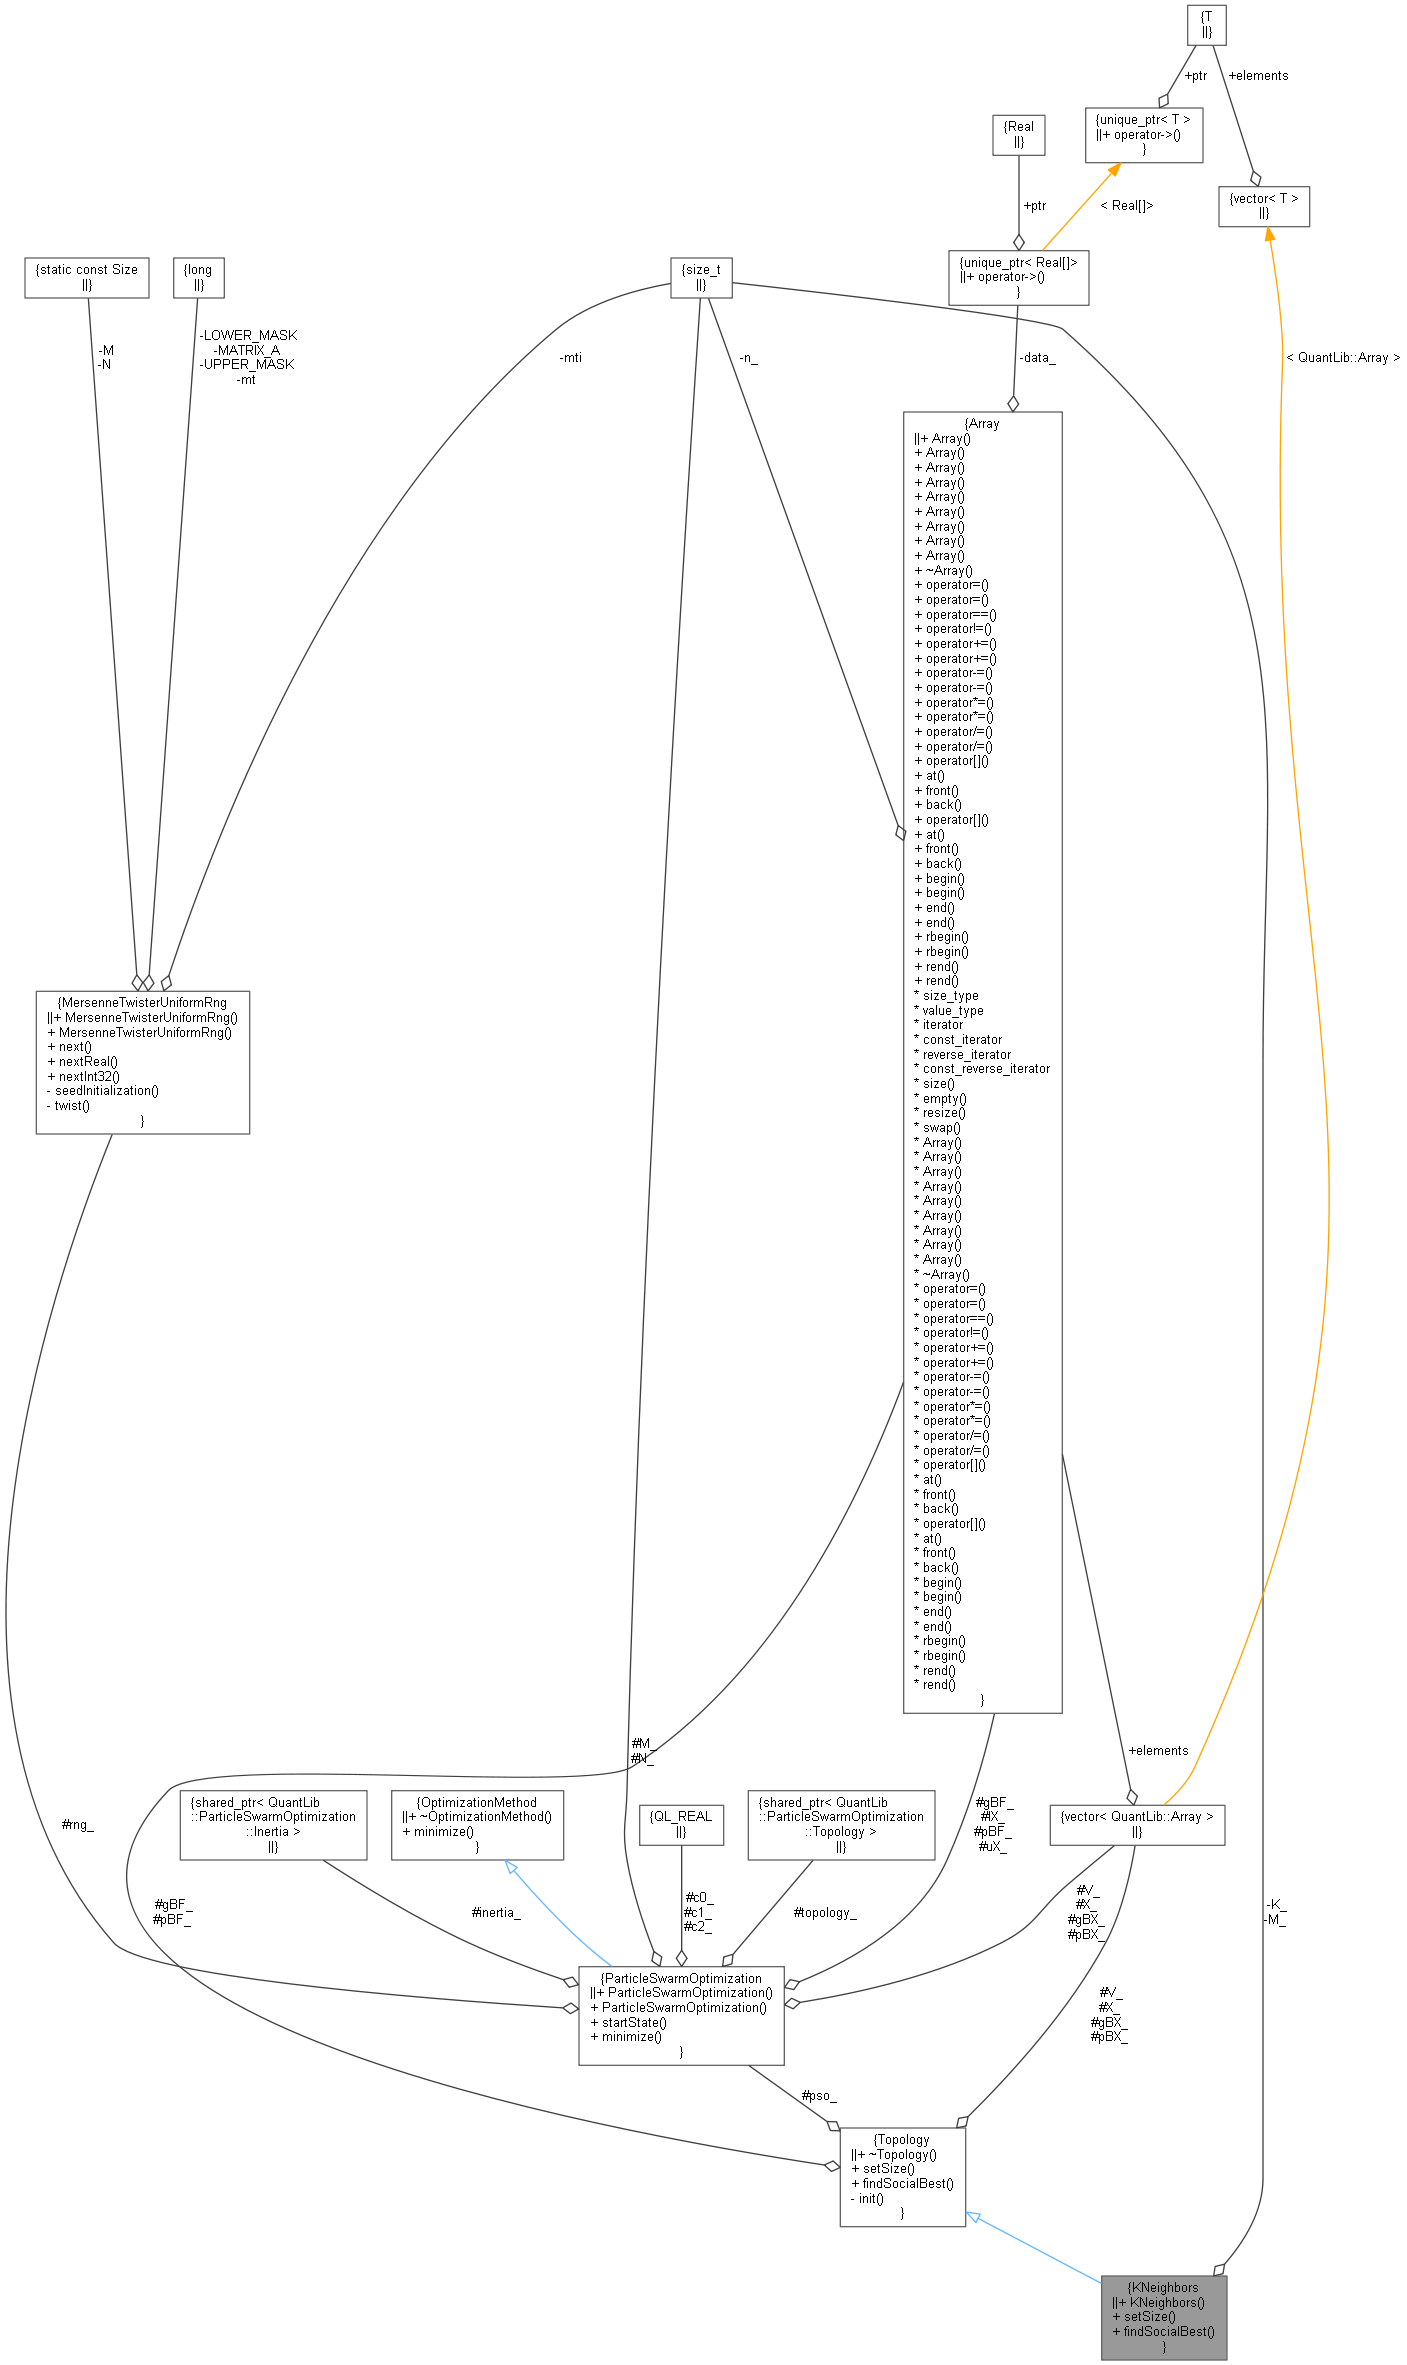 {T
||}
+ptr
+elements
{unique_ptr< T >
||+ operator->()
}
{Real
||}
{vector< T >
||}
+ptr
< Real[]>
{static const Size
||}
{long
||}
{size_t
||}
{unique_ptr< Real[]>
||+ operator->()
}
-M
-N
-LOWER_MASK
-MATRIX_A
-UPPER_MASK
-mt
-mti
-n_
-data_
< QuantLib::Array >
{Array
||+ Array()
+ Array()
+ Array()
+ Array()
+ Array()
+ Array()
+ Array()
+ Array()
+ Array()
+ ~Array()
+ operator=()
+ operator=()
+ operator==()
+ operator!=()
+ operator+=()
+ operator+=()
+ operator-=()
+ operator-=()
+ operator*=()
+ operator*=()
+ operator/=()
+ operator/=()
+ operator[]()
+ at()
+ front()
+ back()
+ operator[]()
+ at()
+ front()
+ back()
+ begin()
+ begin()
+ end()
+ end()
+ rbegin()
+ rbegin()
+ rend()
+ rend()
* size_type
* value_type
* iterator
* const_iterator
* reverse_iterator
* const_reverse_iterator
* size()
* empty()
* resize()
* swap()
* Array()
* Array()
* Array()
* Array()
* Array()
* Array()
* Array()
* Array()
* Array()
* ~Array()
* operator=()
* operator=()
* operator==()
* operator!=()
* operator+=()
* operator+=()
* operator-=()
* operator-=()
* operator*=()
* operator*=()
* operator/=()
* operator/=()
* operator[]()
* at()
* front()
* back()
* operator[]()
* at()
* front()
* back()
* begin()
* begin()
* end()
* end()
* rbegin()
* rbegin()
* rend()
* rend()
}
{MersenneTwisterUniformRng
||+ MersenneTwisterUniformRng()
+ MersenneTwisterUniformRng()
+ next()
+ nextReal()
+ nextInt32()
- seedInitialization()
- twist()
}
#M_
#N_
+elements
#rng_
{shared_ptr< QuantLib
::ParticleSwarmOptimization
::Inertia >
||}
{OptimizationMethod
||+ ~OptimizationMethod()
+ minimize()
}
{QL_REAL
||}
{shared_ptr< QuantLib
::ParticleSwarmOptimization
::Topology >
||}
#gBF_
#lX_
#pBF_
#uX_
{vector< QuantLib::Array >
||}
#gBF_
#pBF_
#inertia_
#c0_
#c1_
#c2_
#topology_
#V_
#X_
#gBX_
#pBX_
-K_
-M_
{ParticleSwarmOptimization
||+ ParticleSwarmOptimization()
+ ParticleSwarmOptimization()
+ startState()
+ minimize()
}
#V_
#X_
#gBX_
#pBX_
#pso_
{Topology
||+ ~Topology()
+ setSize()
+ findSocialBest()
- init()
}
{KNeighbors
||+ KNeighbors()
+ setSize()
+ findSocialBest()
}